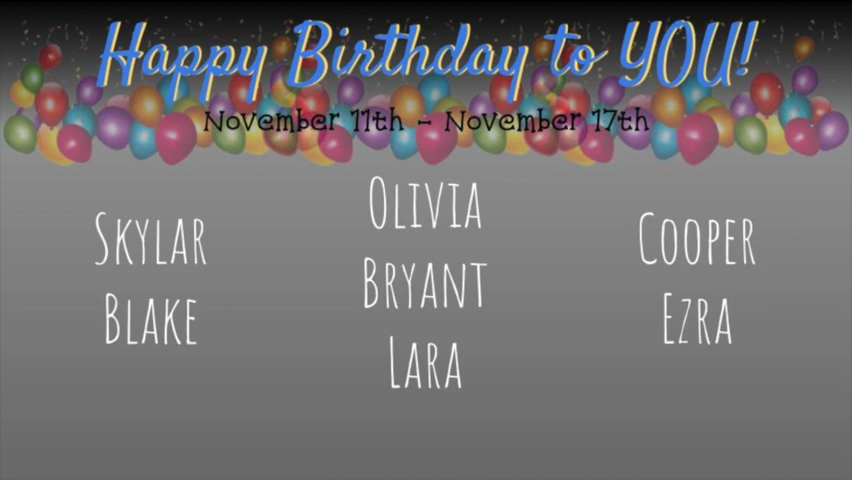 Happy Birthday to YOU!
November 11th - November 17th
Skylar
Blake
Olivia
Bryant
Lara
Cooper
Ezra